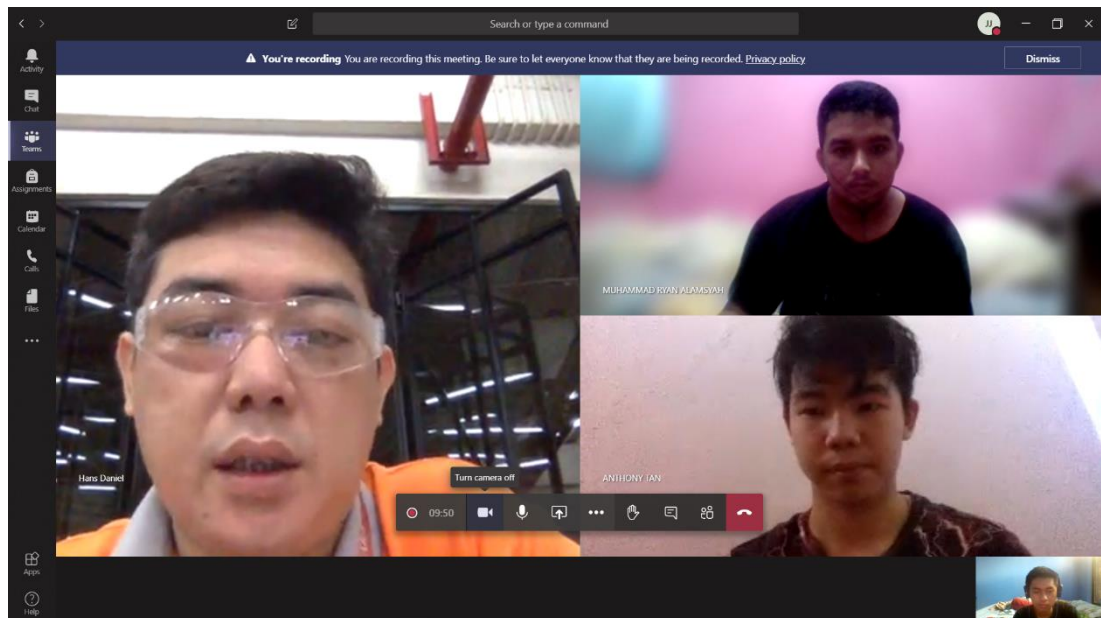 Search or type a command
JJ
Activity
Chat
Teams
Assignments
Calendar
Calls
Files
Apps
Help
You're recording You are recording this meeting. Be sure to let everyone know that they are being recorded. Privacy policy
Dismiss
MUHAMMAD RYAN ALAMSYAH
Hans Daniel
Turn camera off
ANTHONY IAN
09:50